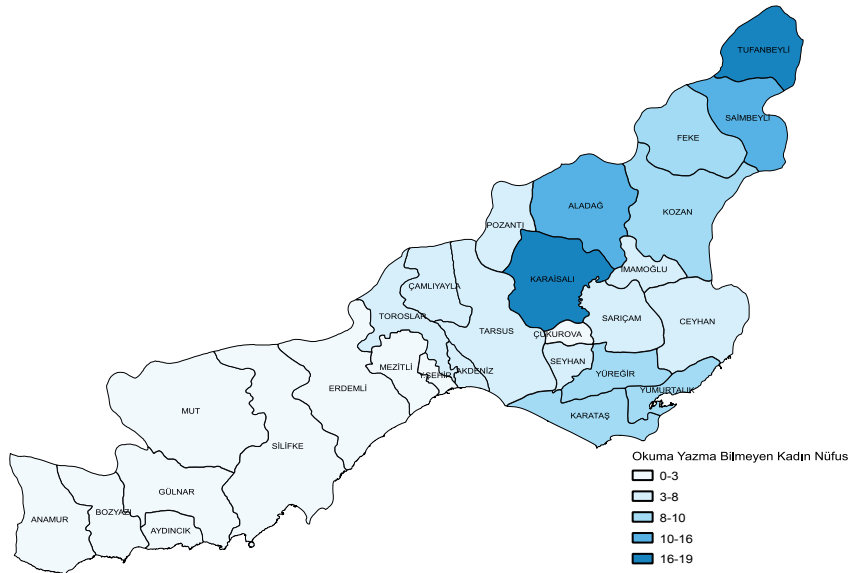 TUFANBEYLİ
SAİMBEYLİ
FEKE
KOZAN
ALADAĞ
POZANTI
KARAİSALI
İMAMOĞLU
ÇAMLIYAYLA
TOROSLAR
TARSUS
SARIÇAM
CEYHAN
ÇUKUROVA
SEYHAN
MEZİTLİ
AKDENİZ
YÜREĞİR
YUMURTALIK
ERDEMLİ
KARATAŞ
MUT
SİLİFKE
GÜLNAR
ANAMUR
BOZYAZI
AYDINCIK
Okuma Yazma Bilmeyen Kadın Nüfus
0-3
3-8
8-10
10-16
16-19